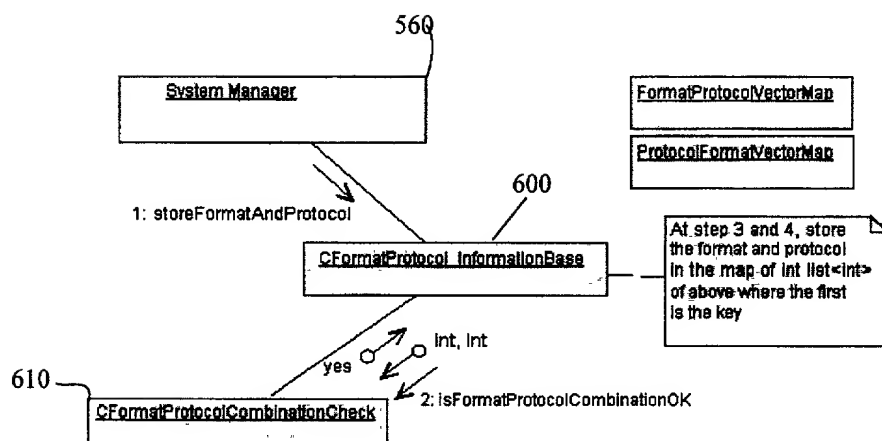 560
System Manager
FormatProtocolVectorMap
ProtocolFormatVectorMap
1: storeFormatAndProtocol
600
CFormatProtocol_InformationBase
At step 3 and 4, store
the format and protocol
in the map of int list<int>
of above where the first
is the key
int, int
yes
610
2: isFormatProtocolCombinationOK
CFormatProtocolCombinationCheck